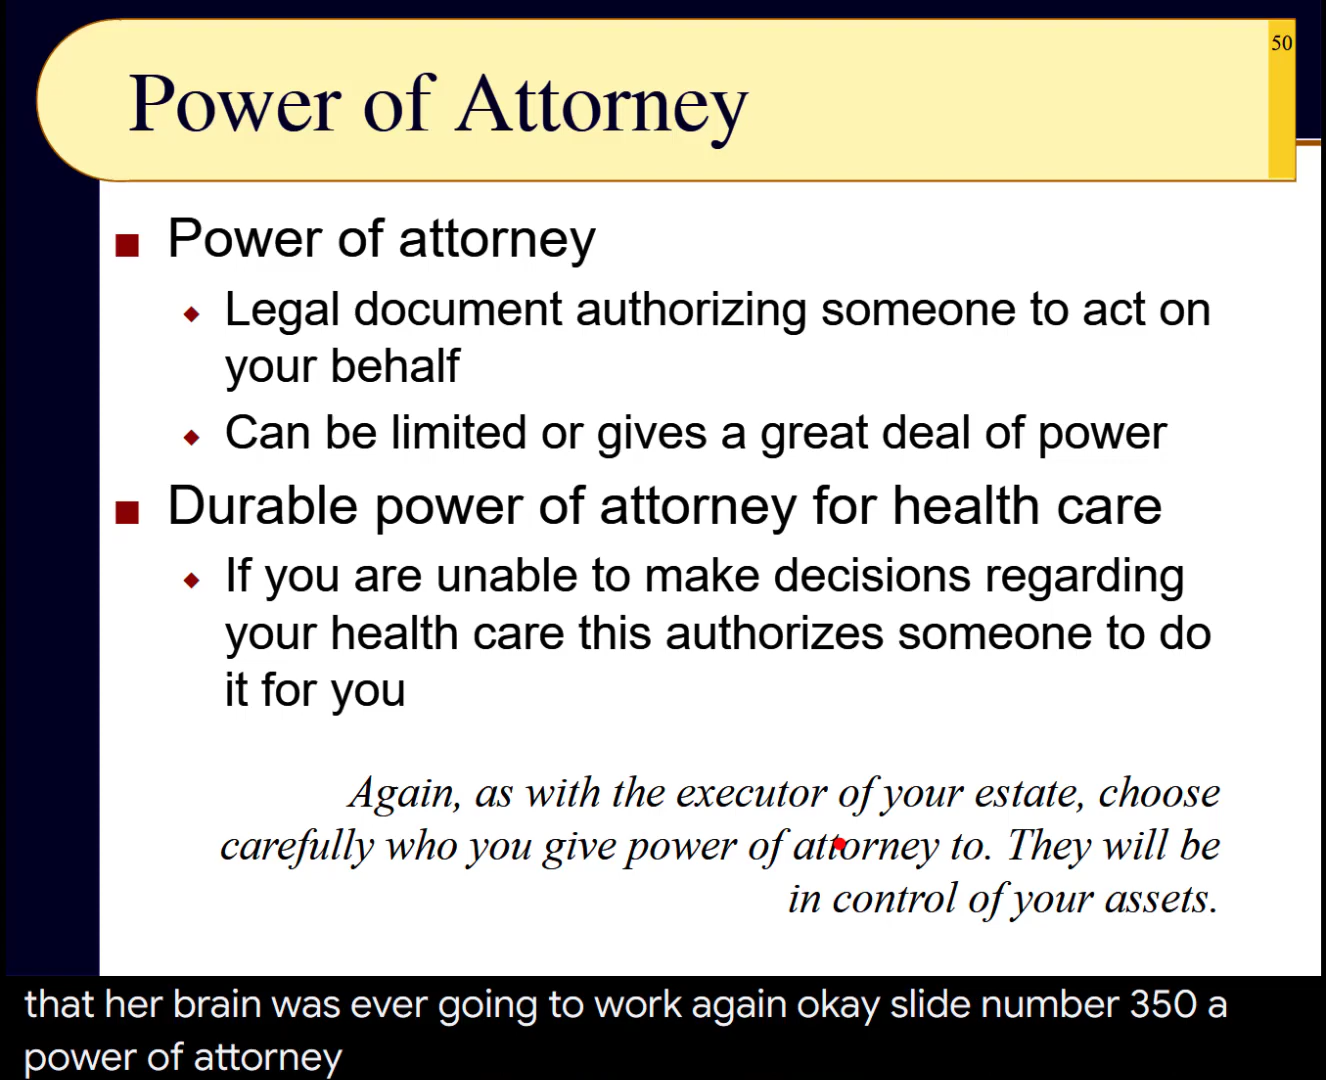 50
Power of Attorney
Power of attorney
Legal document authorizing someone to act on
your behalf
Can be limited or gives a great deal of power
Durable power of attorney for health care
If you are unable to make decisions regarding
your health care this authorizes someone to do
it for you
Again, as with the executor of your estate, choose
carefully who you give power of attorney to. They will be
in control of your assets.
that her brain was ever going to work again okay slide number 350 a
power of attorney